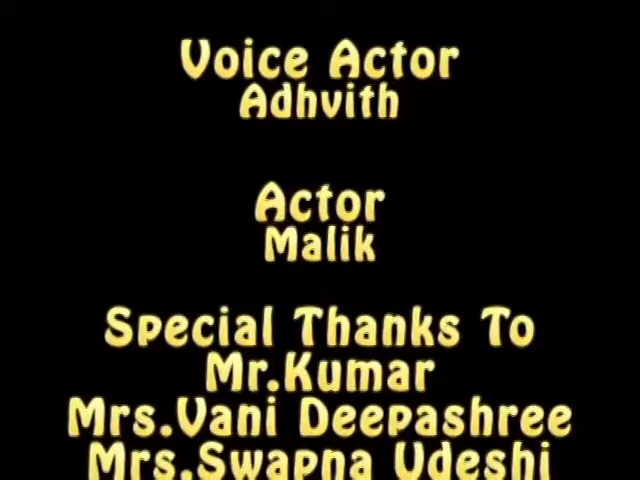 Voice Actor
Adhvith
Actor
Malik
Special Thanks To
Mr.Kumar
Mrs.Vani Deepashree
Mrs.Swapna Udeshi